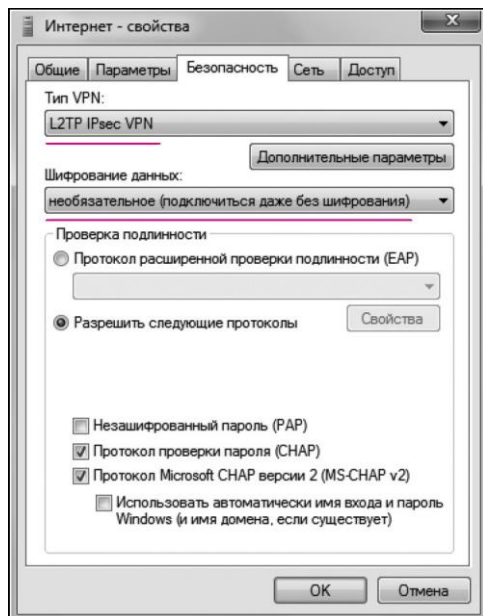 Интернет - свойства
Общие Параметры Безопасность Сеть Доступ
Тип VPN:
L2TP IPsec VPN
Дополнительные параметры
Шифрование данных:
необязательное (подключиться даже без шифрования)
Проверка подлинности
Протокол расширенной проверки подлинности (EAP)
Свойства
Разрешить следующие протоколы
Незашифрованный пароль (PAP)
Протокол проверки пароля (CHAP)
Протокол Microsoft CHAP версии 2 (MS-CHAP v2)
Использовать автоматически имя входа и пароль
Windows (и имя домена, если существует)
OK Отмена